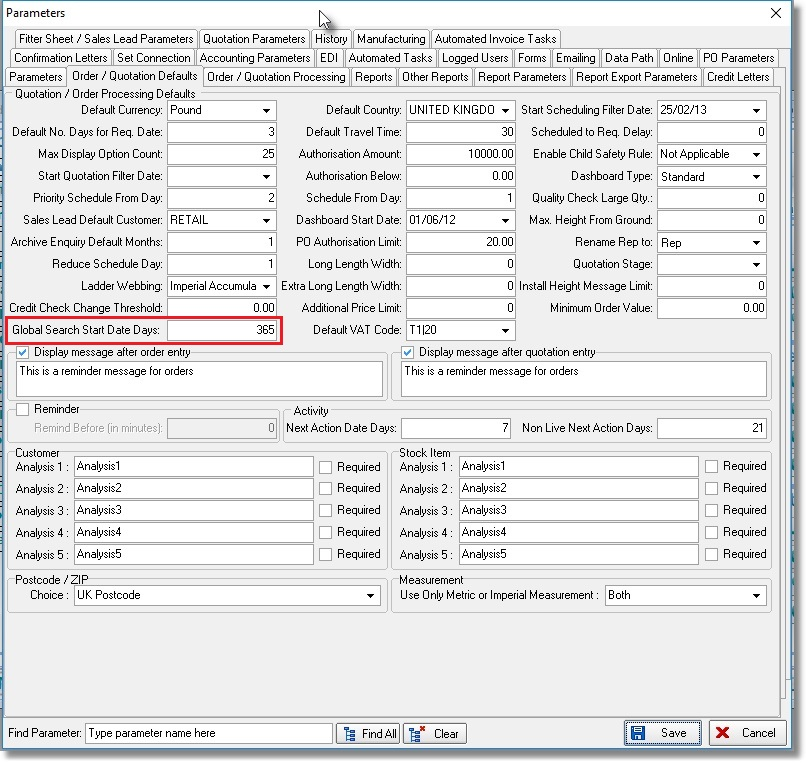 Parameters
Fitter Sheet / Sales Lead Parameters Quotation Parameters History Manufacturing Automated Invoice Tasks
Confirmation Letters Set Connection Accounting Parameters EDI Automated Tasks Logged Users Forms Emailing Data Path Online PO Parameters
Parameters Order / Quotation Defaults Order / Quotation Processing Reports Other Reports Report Parameters Report Export Parameters Credit Letters
Quotation / Order Processing Defaults
Default Currency: Pound Default Country: UNITED KINGDO Start Scheduling Filter Date: 25/02/13
Default No. Days for Req. Date: 3 Default Travel Time: 30 Scheduled to Req. Delay: 0
Max Display Option Count: 25 Authorisation Amount: 10000.00 Enable Child Safety Rule: Not Applicable
Start Quotation Filter Date: Authorisation Below: 0.00 Dashboard Type: Standard
Priority Schedule From Day: 2 Schedule From Day: 1 Quality Check Large Qty.: 0
Sales Lead Default Customer: RETAIL Dashboard Start Date: 01/06/12 Max. Height From Ground: 0
Archive Enquiry Default Months: 1 PO Authorisation Limit: 20.00 Rename Rep to: Rep
Reduce Schedule Day: 1 Long Length Width: 0 Quotation Stage:
Ladder Webbing: Imperial Accumula Extra Long Length Width: 0 Install Height Message Limit: 0
Credit Check Change Threshold: 0.00 Additional Price Limit: 0 Minimum Order Value: 0.00
Global Search Start Date Days: 365 Default VAT Code: T1|20
Display message after order entry Display message after quotation entry
This is a reminder message for orders This is a reminder message for orders
Reminder Activity
Remind Before (in minutes): 0 Next Action Date Days: 7 Non Live Next Action Days: 21
Customer Stock Item
Analysis 1 : Analysis1 Required Analysis 1 : Analysis1 Required
Analysis 2 : Analysis2 Required Analysis 2 : Analysis2 Required
Analysis 3 : Analysis3 Required Analysis 3 : Analysis3 Required
Analysis 4 : Analysis4 Required Analysis 4 : Analysis4 Required
Analysis 5 : Analysis5 Required Analysis 5 : Analysis5 Required
Postcode / ZIP Measurement
Choice : UK Postcode Use Only Metric or Imperial Measurement : Both
Find Parameter: Type parameter name here Find All Clear Save Cancel